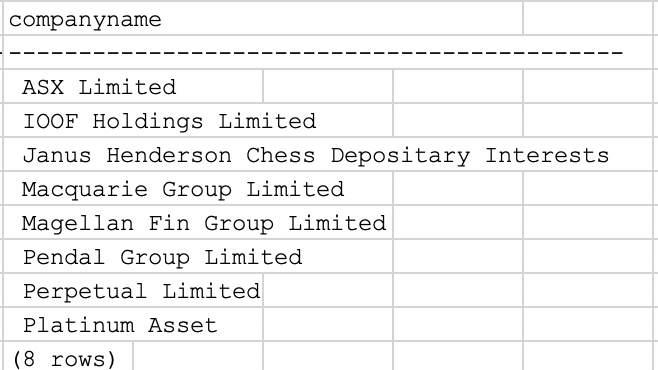 companyname
---------------------------------------------
ASX Limited
IOOF Holdings Limited
Janus Henderson Chess Depositary Interests
Macquarie Group Limited
Magellan Fin Group Limited
Pendal Group Limited
Perpetual Limited
Platinum Asset
(8 rows)